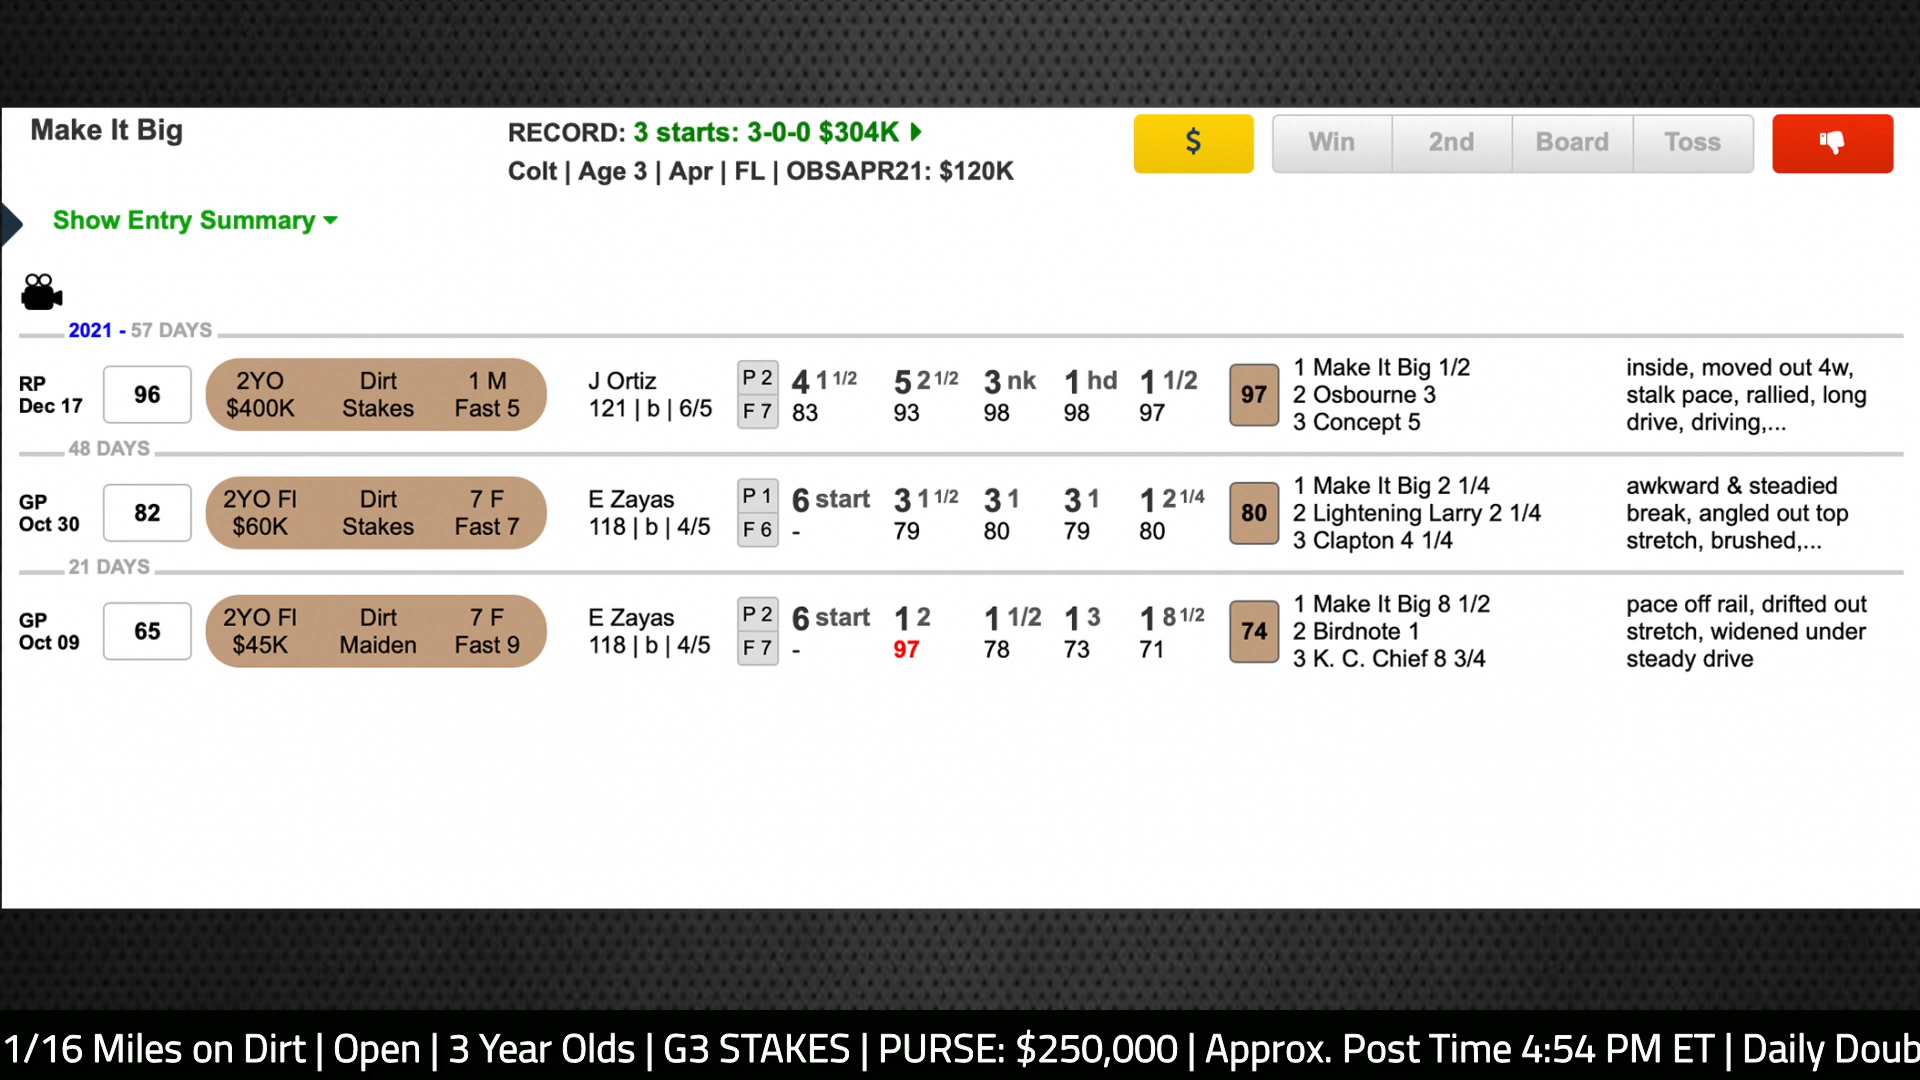 Make It Big
RECORD: 3 starts: 3-0-0 $304K
Colt | Age 3 | Apr | FL | OBSAPR21: $120K
$
Win 2nd Board Toss
Show Entry Summary
2021 - 57 DAYS
RP
Dec 17
96
2YO Dirt 1 M
$400K Stakes Fast 5
J Ortiz
121 | b | 6/5
P 2
F 7
4 1 1/2 5 2 1/2 3 nk 1 hd 1 1/2
83 93 98 98 97
97
1 Make It Big 1/2
2 Osbourne 3
3 Concept 5
inside, moved out 4w,
stalk pace, rallied, long
drive, driving,...
48 DAYS
GP
Oct 30
82
2YO FI Dirt 7 F
$60K Stakes Fast 7
E Zayas
118 | b | 4/5
P 1
F 6
6 start 3 1 1/2 3 1 3 1 1 2 1/4
- 79 80 79 80
80
1 Make It Big 2 1/4
2 Lightening Larry 2 1/4
3 Clapton 4 1/4
awkward & steadied
break, angled out top
stretch, brushed,...
21 DAYS
GP
Oct 09
65
2YO FI Dirt 7 F
$45K Maiden Fast 9
E Zayas
118 | b | 4/5
P 2
F 7
6 start 1 2 1 1/2 1 3 1 8 1/2
- 97 78 73 71
74
1 Make It Big 8 1/2
2 Birdnote 1
3 K. C. Chief 8 3/4
pace off rail, drifted out
stretch, widened under
steady drive
1/16 Miles on Dirt | Open | 3 Year Olds | G3 STAKES | PURSE: $250,000 | Approx. Post Time 4:54 PM ET | Daily Doub